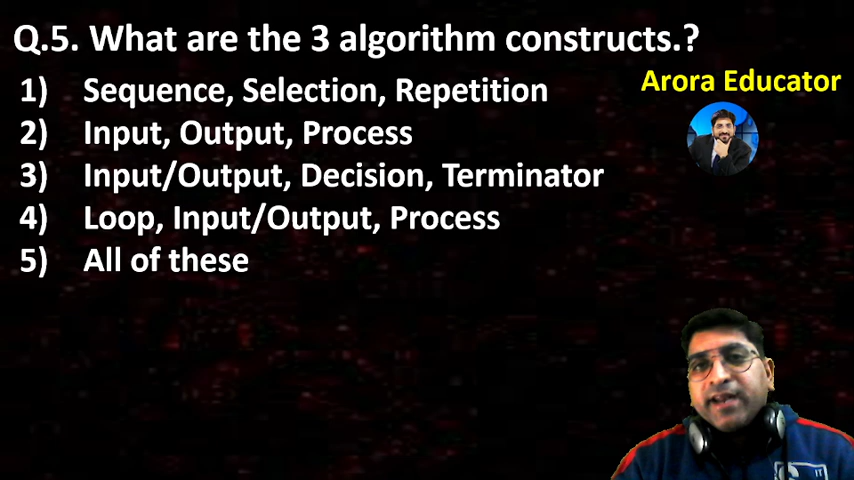 Q.5. What are the 3 algorithm constructs.?
Arora Educator
1) Sequence, Selection, Repetition
2) Input, Output, Process
3) Input/Output, Decision, Terminator
4) Loop, Input/Output, Process
5) All of these
IT